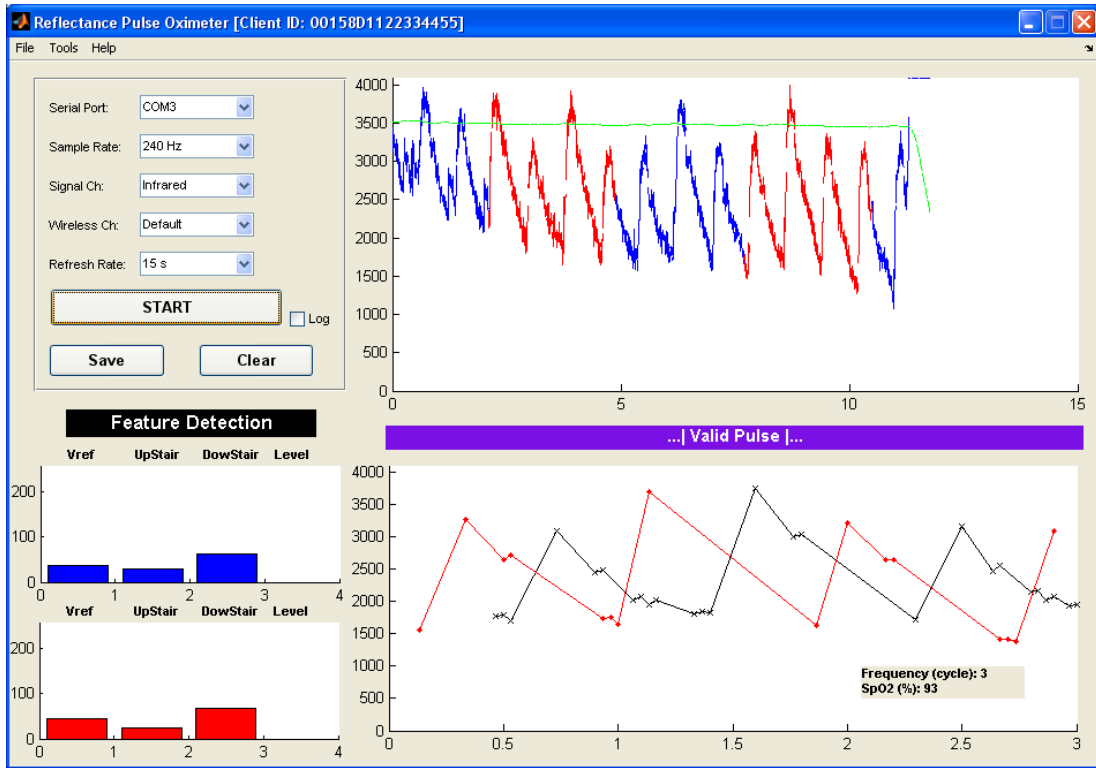 Reflectance Pulse Oximeter [Client ID: 00158D1122334455]
File Tools Help
Serial Port: COM3
Sample Rate: 240 Hz
Signal Ch: Infrared
Wireless Ch: Default
Refresh Rate: 15 s
START
Log
Save Clear
4000
3500
3000
2500
2000
1500
1000
500
0
0 5 10 15
Feature Detection
Vref UpStair DowStair Level
200
100
0
0 1 2 3 4
Vref UpStair DowStair Level
200
100
0
0 1 2 3 4
...| Valid Pulse |...
4000
3500
3000
2500
2000
1500
1000
500
0
0 0.5 1 1.5 2 2.5 3
Frequency (cycle): 3
SpO2 (%): 93